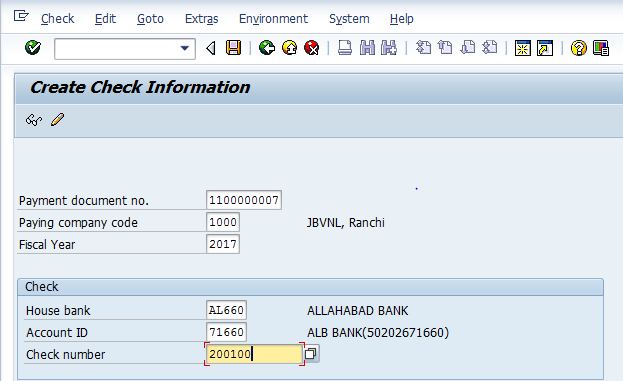 Check Edit Goto Extras Environment System Help
Create Check Information
Payment document no. 1100000007
Paying company code 1000 JBVNL, Ranchi
Fiscal Year 2017
Check
House bank AL660 ALLAHABAD BANK
Account ID 71660 ALB BANK(50202671660)
Check number 200100